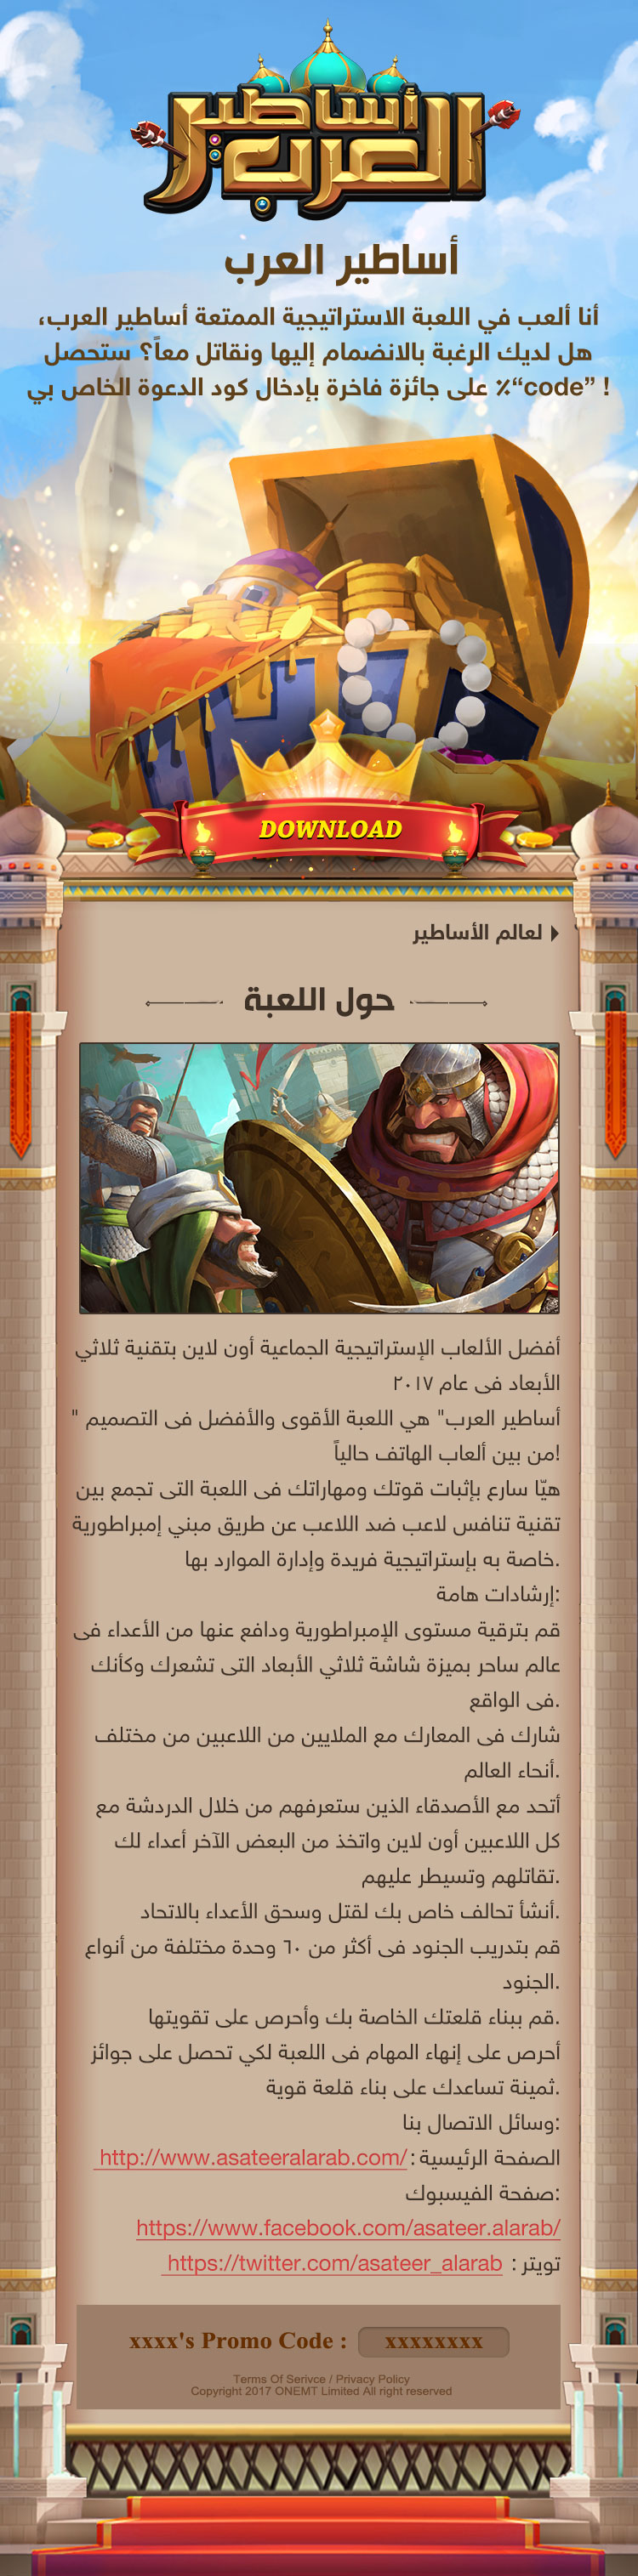 أساطير
العرب
أساطير العرب
أنا ألعب في اللعبة الاستراتيجية الممتعة أساطير العرب،
هل لديك الرغبة بالانضمام إليها ونقاتل معاً؟ ستحصل
على جائزة فاخرة بإدخال كود الدعوة الخاص بي ٪“code” !
DOWNLOAD
لعالم الأساطير
حول اللعبة
أفضل الألعاب الإستراتيجية الجماعية أون لاين بتقنية ثلاثي
الأبعاد فى عام ٢٠١٧
أساطير العرب" هي اللعبة الأقوى والأفضل فى التصميم "
من بين ألعاب الهاتف حالياً!
هيّا سارع بإثبات قوتك ومهاراتك فى اللعبة التى تجمع بين
تقنية تنافس لاعب ضد اللاعب عن طريق مبني إمبراطورية
خاصة به بإستراتيجية فريدة وإدارة الموارد بها.
إرشادات هامة:
قم بترقية مستوى الإمبراطورية ودافع عنها من الأعداء فى
عالم ساحر بميزة شاشة ثلاثي الأبعاد التى تشعرك وكأنك
فى الواقع.
شارك فى المعارك مع الملايين من اللاعبين من مختلف
أنحاء العالم.
أتحد مع الأصدقاء الذين ستعرفهم من خلال الدردشة مع
كل اللاعبين أون لاين واتخذ من البعض الآخر أعداء لك
تقاتلهم وتسيطر عليهم.
أنشأ تحالف خاص بك لقتل وسحق الأعداء بالاتحاد.
قم بتدريب الجنود فى أكثر من ٦٠ وحدة مختلفة من أنواع
الجنود.
قم ببناء قلعتك الخاصة بك وأحرص على تقويتها.
أحرص على إنهاء المهام فى اللعبة لكي تحصل على جوائز
ثمينة تساعدك على بناء قلعة قوية.
وسائل الاتصال بنا:
الصفحة الرئيسية: http://www.asateeralarab.com/
صفحة الفيسبوك:
https://www.facebook.com/asateer.alarab/
تويتر : https://twitter.com/asateer_alarab
xxxx's Promo Code : xxxxxxxx
Terms Of Serivce / Privacy Policy
Copyright 2017 ONEMT Limited All right reserved